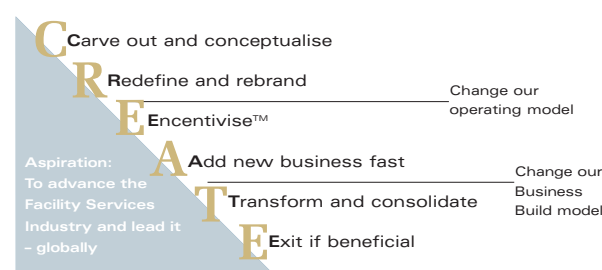 C Carve out and conceptualise
R Redefine and rebrand
Change our
operating model
E Encentivise™
A Add new business fast
Aspiration:
To advance the
Facility Services
Industry and lead it
– globally
Change our
Business
Build model
T Transform and consolidate
E Exit if beneficial